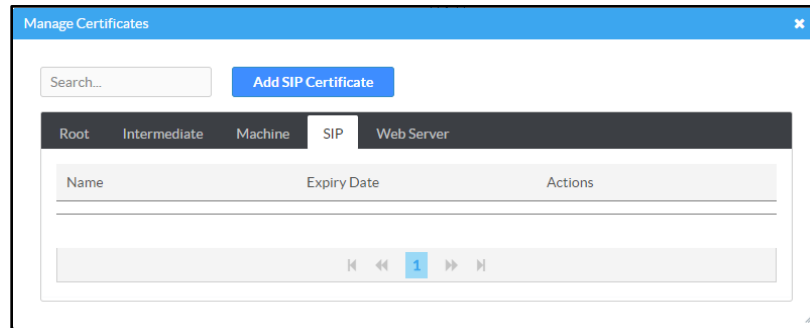 Manage Certificates
Search...
Add SIP Certificate
Root Intermediate Machine SIP Web Server
Name Expiry Date Actions
1